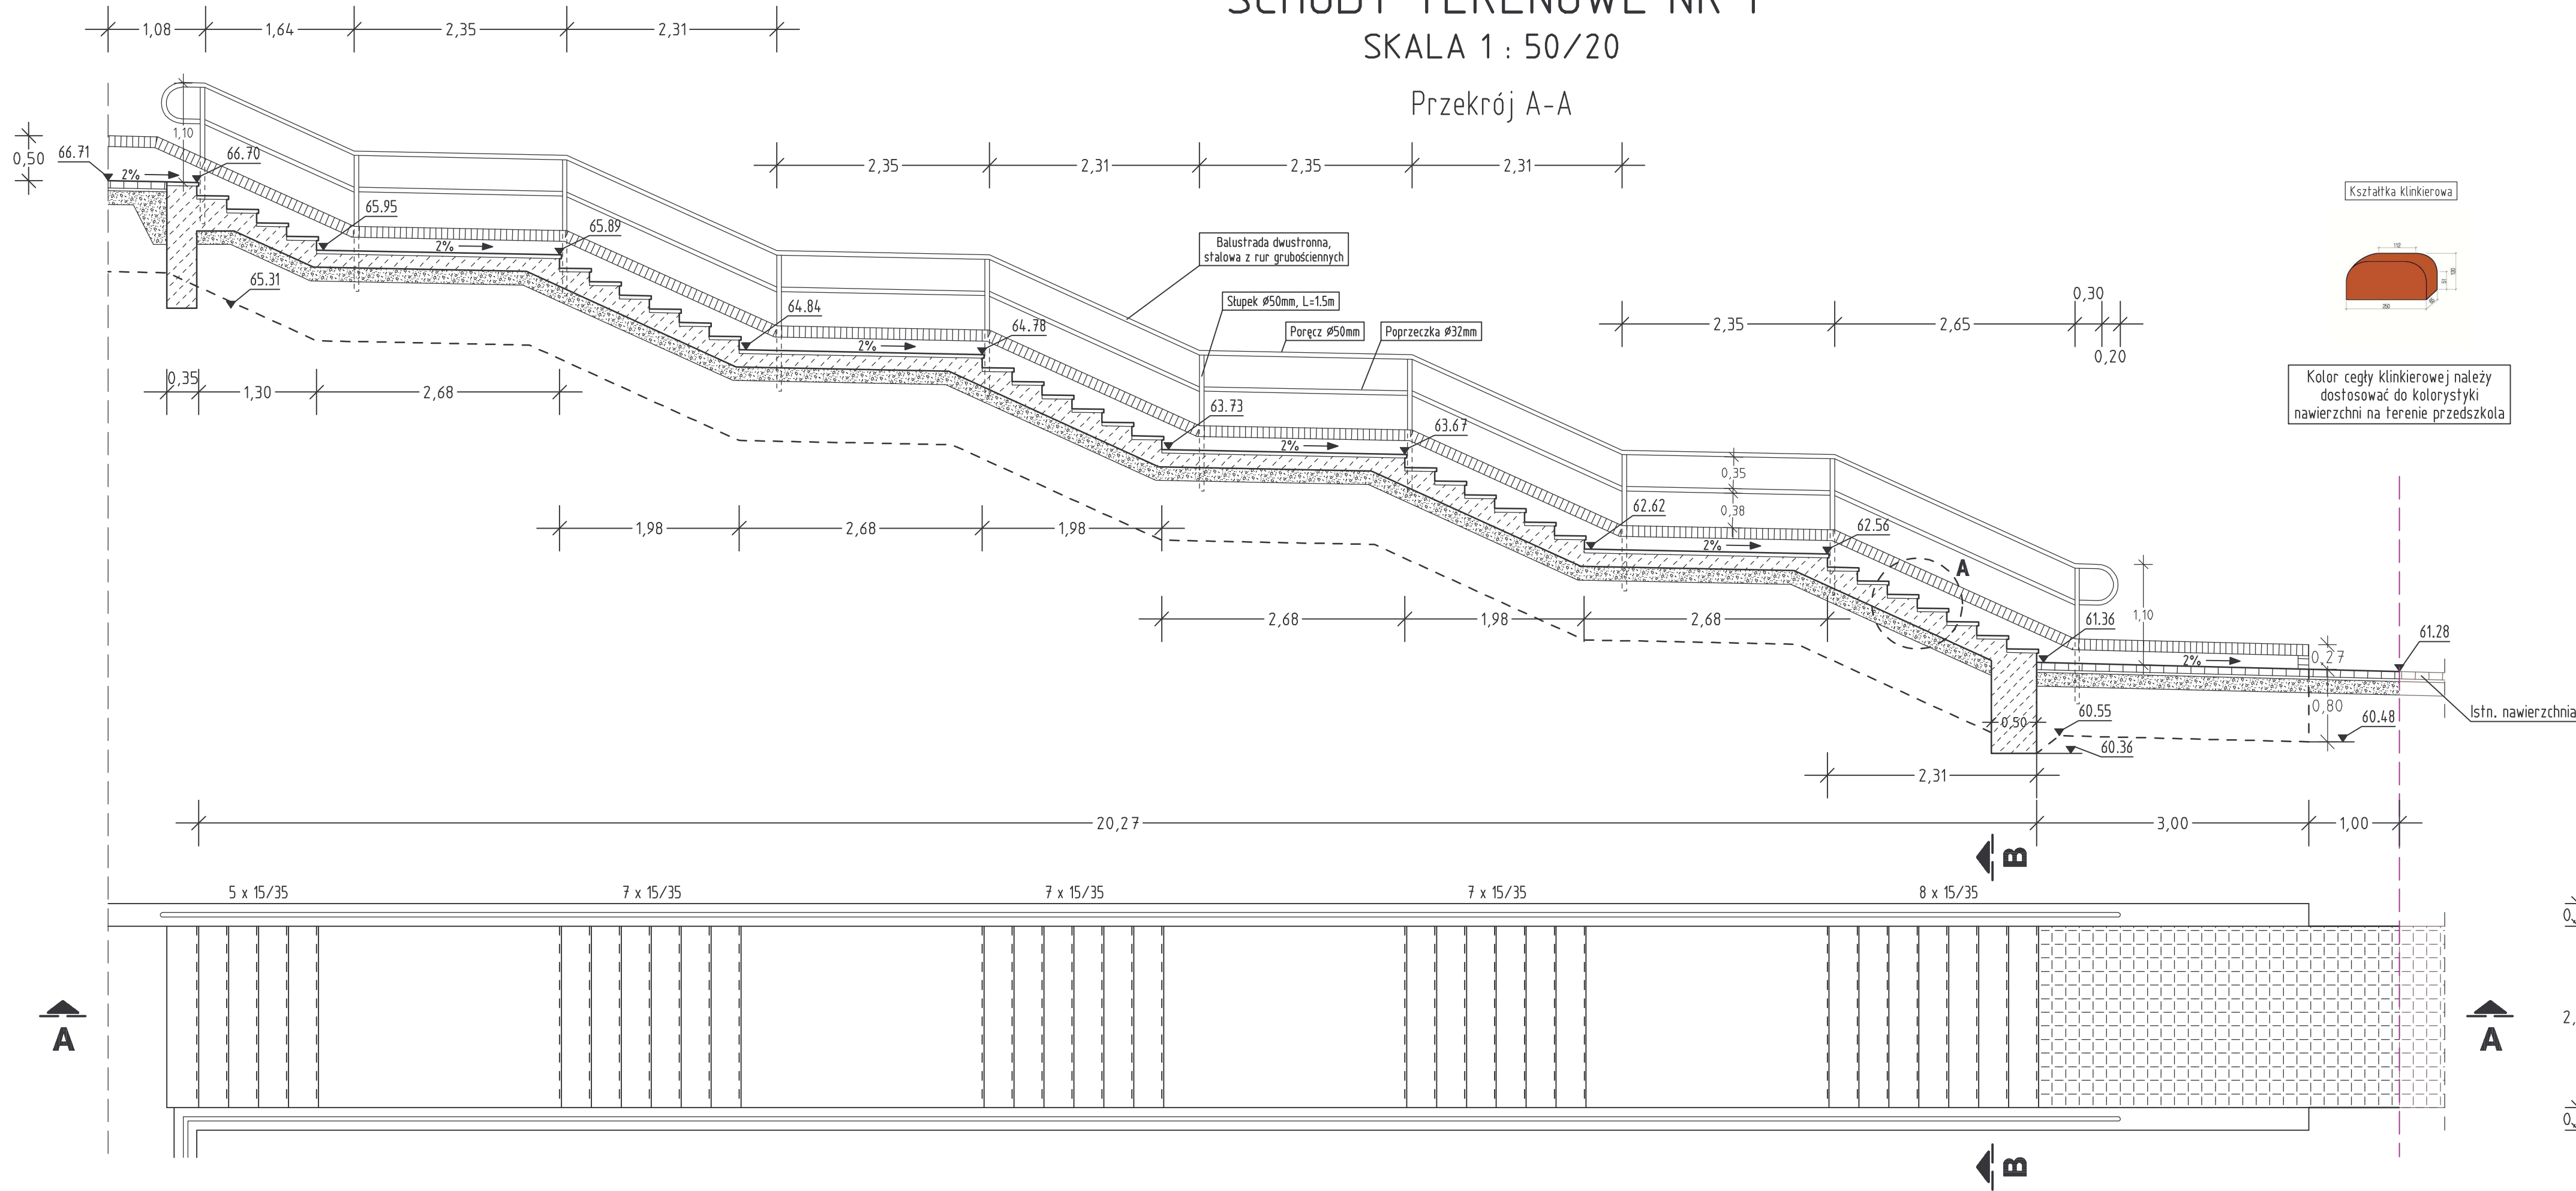 SCHODY TERENOWE NR 1
SKALA 1 : 50/20
Przekrój A-A
1,08
1,64
2,35
2,31
2,35
2,31
2,35
2,31
2,35
2,65
0,30
0,20
0,50
66.71
2%
1,10
66.70
65.95
2%
65.89
65.31
64.84
2%
64.78
63.73
2%
63.67
62.62
2%
62.56
0,35
0,38
A
61.36
1,10
2%
0,27
61.28
0,80
60.48
60.55
60.36
0,50
Istn. nawierzchnia
Balustrada dwustronna,
stalowa z rur grubościennych
Słupek Ø50mm, L=1.5m
Poręcz Ø50mm
Poprzeczka Ø32mm
Kształtka klinkierowa
112
250
Kolor cegły klinkierowej należy
dostosować do kolorystyki
nawierzchni na terenie przedszkola
0,35
1,30
2,68
1,98
2,68
1,98
2,68
1,98
2,68
2,31
20,27
3,00
1,00
B
5 x 15/35
7 x 15/35
7 x 15/35
7 x 15/35
8 x 15/35
A
A
B